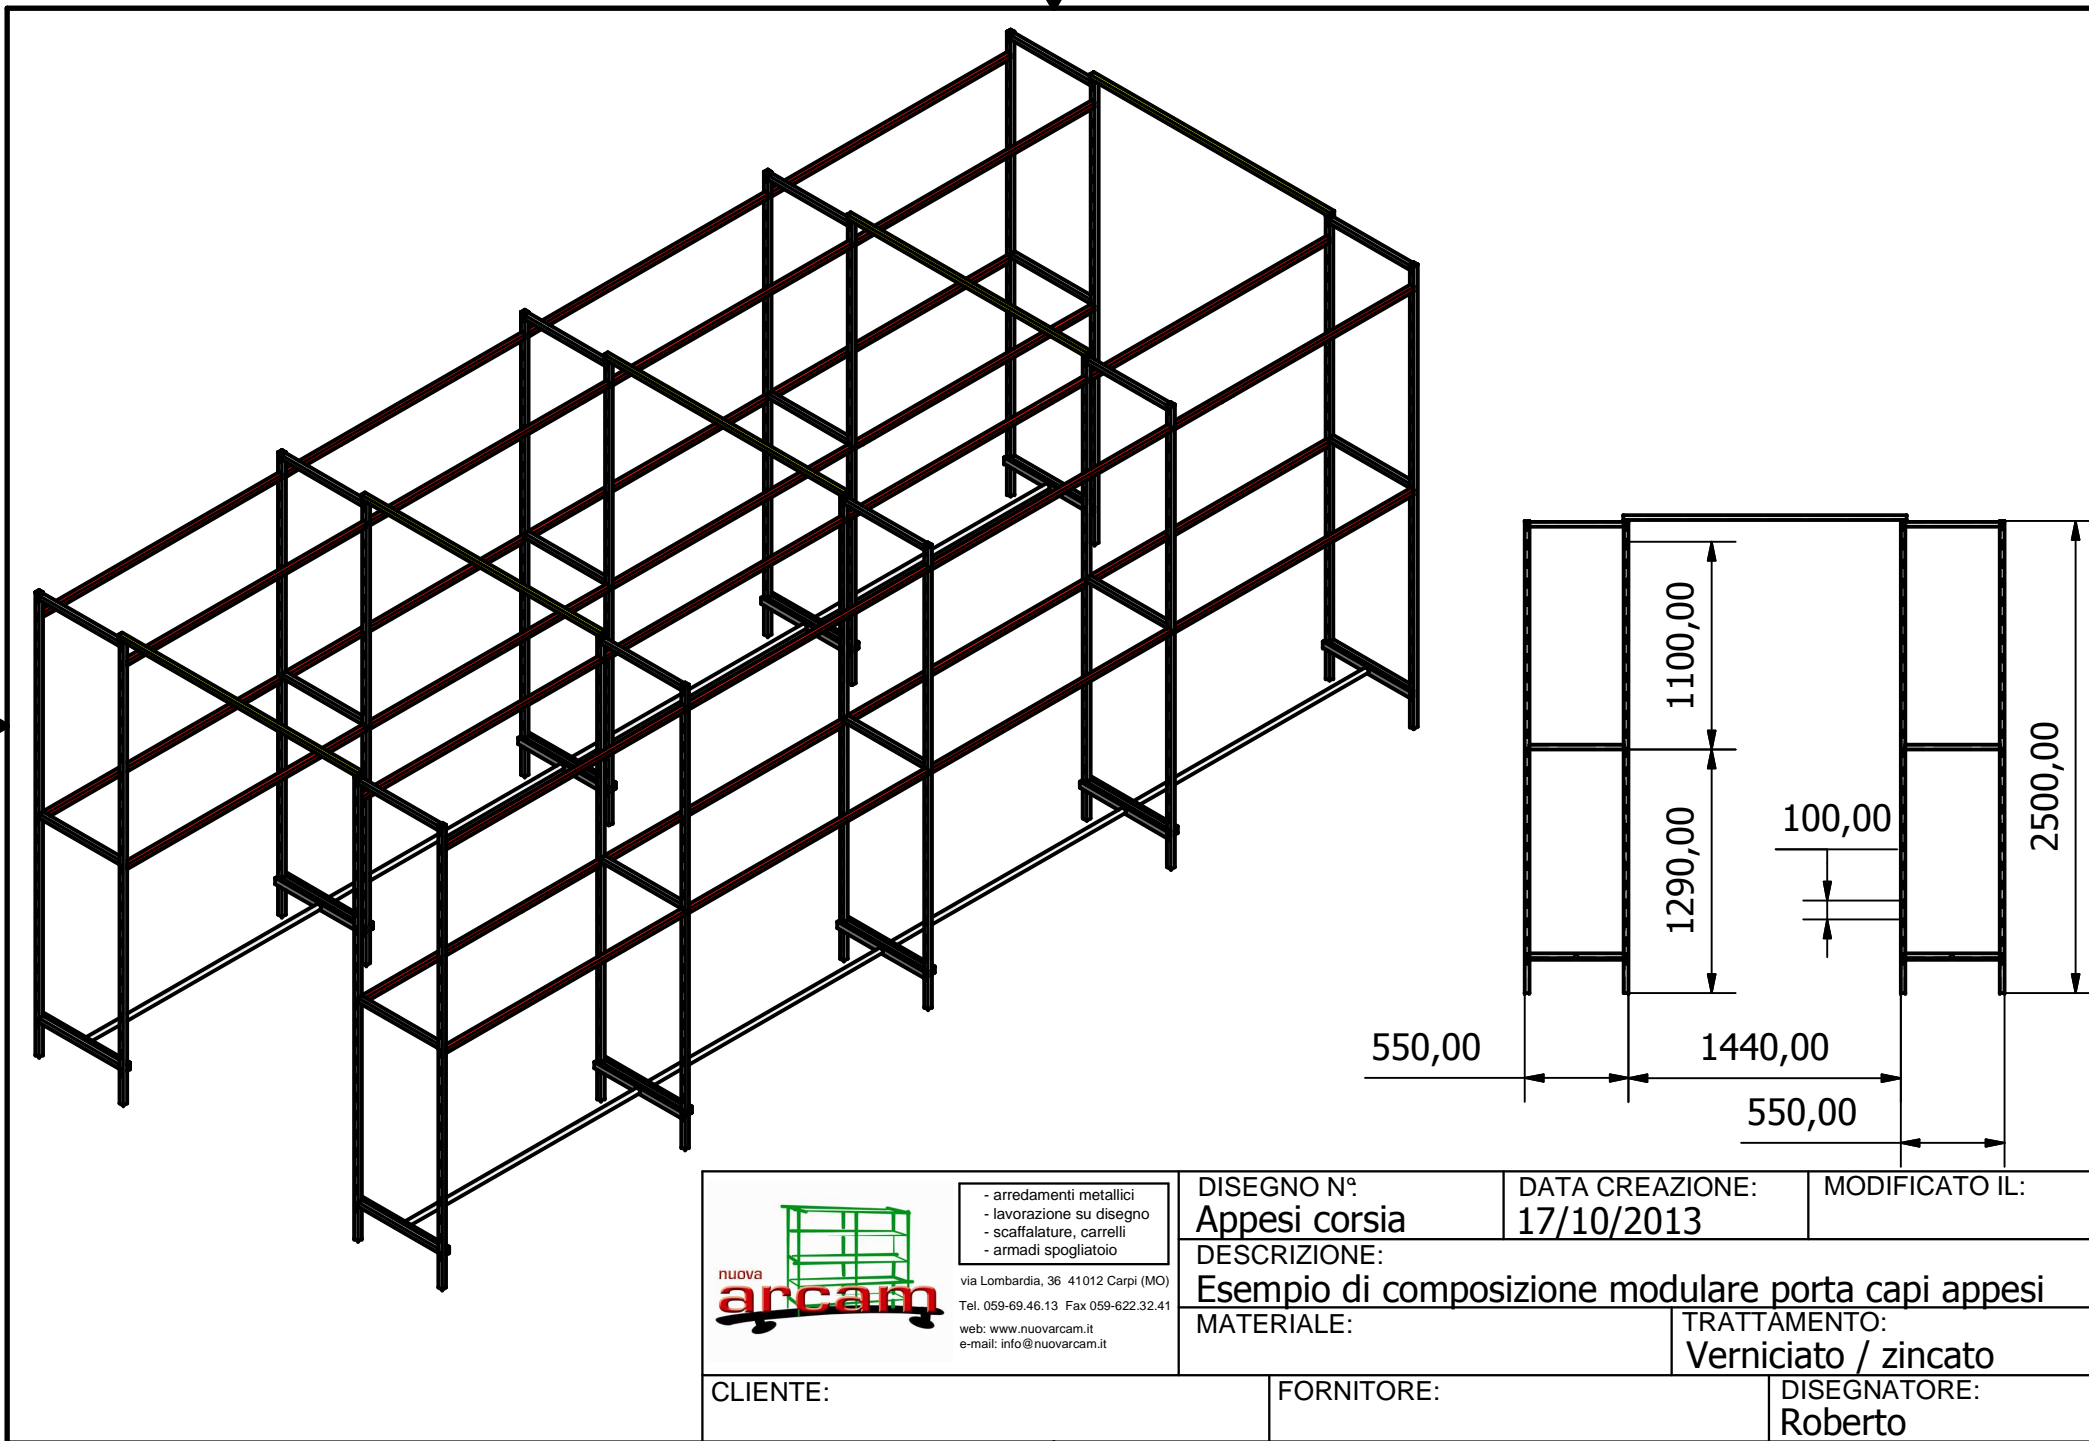 1100,00
1290,00
100,00
2500,00
550,00
1440,00
550,00
nuova
arcam
- arredamenti metallici
- lavorazione su disegno
- scaffalature, carrelli
- armadi spogliatoio
via Lombardia, 36 41012 Carpi (MO)
Tel. 059-69.46.13 Fax 059-622.32.41
web: www.nuovarcam.it
e-mail: info@nuovarcam.it
DISEGNO Nª:
Appesi corsia
DATA CREAZIONE:
17/10/2013
MODIFICATO IL:
DESCRIZIONE:
Esempio di composizione modulare porta capi appesi
MATERIALE:
TRATTAMENTO:
Verniciato / zincato
CLIENTE:
FORNITORE:
DISEGNATORE:
Roberto